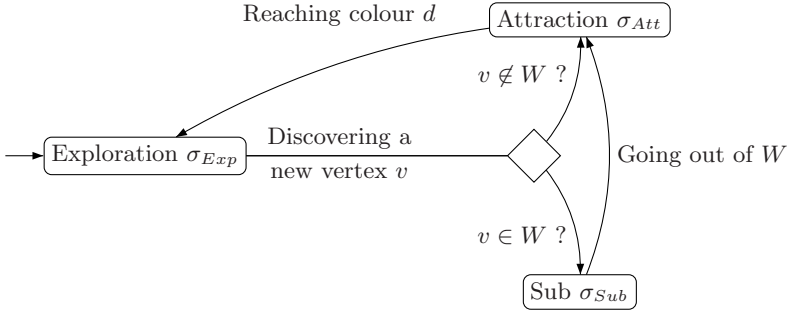 Reaching colour d
Attraction σ_Att
v ∉ W ?
Exploration σ_Exp
Discovering a
new vertex v
Going out of W
v ∈ W ?
Sub σ_Sub